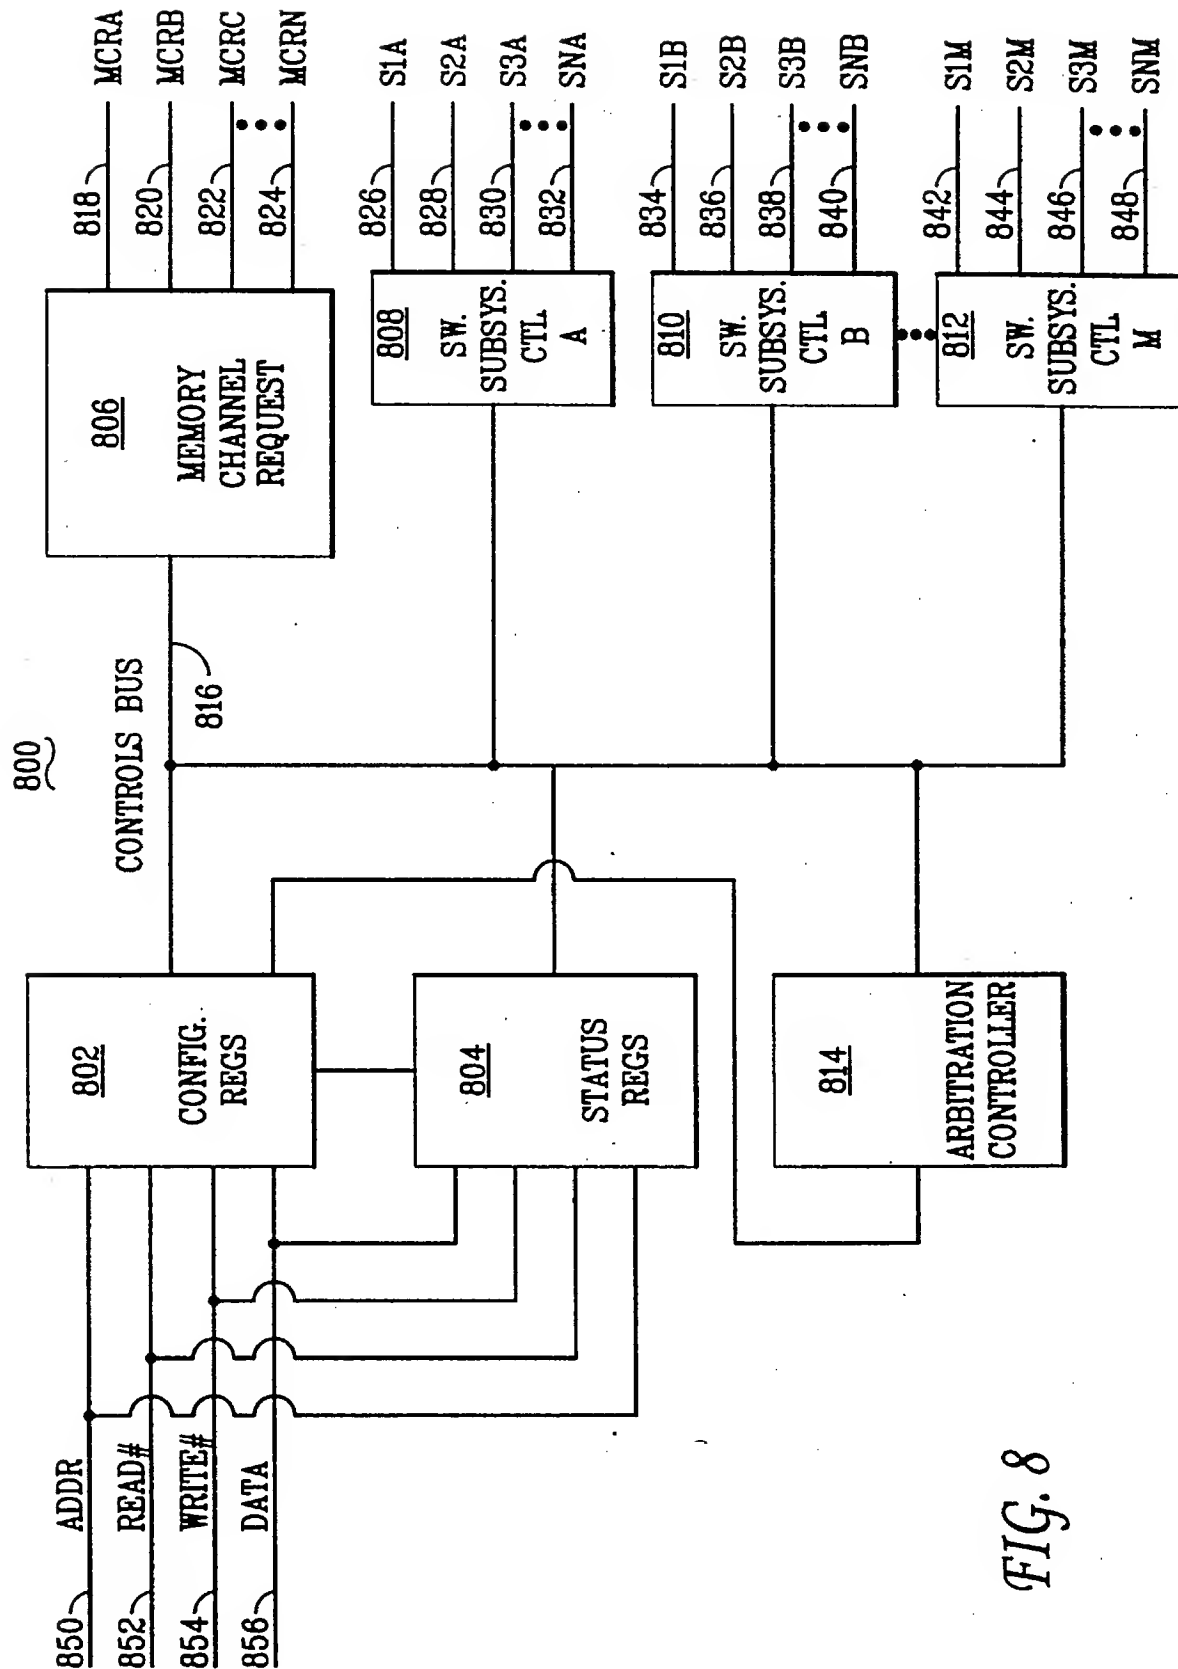 800
CONTROLS BUS
816
850
ADDR
852
READ#
854
WRITE#
856
DATA
802
CONFIG.
REGS
804
STATUS
REGS
814
ARBITRATION
CONTROLLER
806
MEMORY
CHANNEL
REQUEST
818
MCRA
820
MCRB
822
MCRC
824
MCRN
808
SW.
SUBSYS.
CTL
A
826
S1A
828
S2A
830
S3A
832
SNA
810
SW.
SUBSYS.
CTL
B
834
S1B
836
S2B
838
S3B
840
SNB
812
SW.
SUBSYS.
CTL
M
842
S1M
844
S2M
846
S3M
848
SNM
FIG. 8